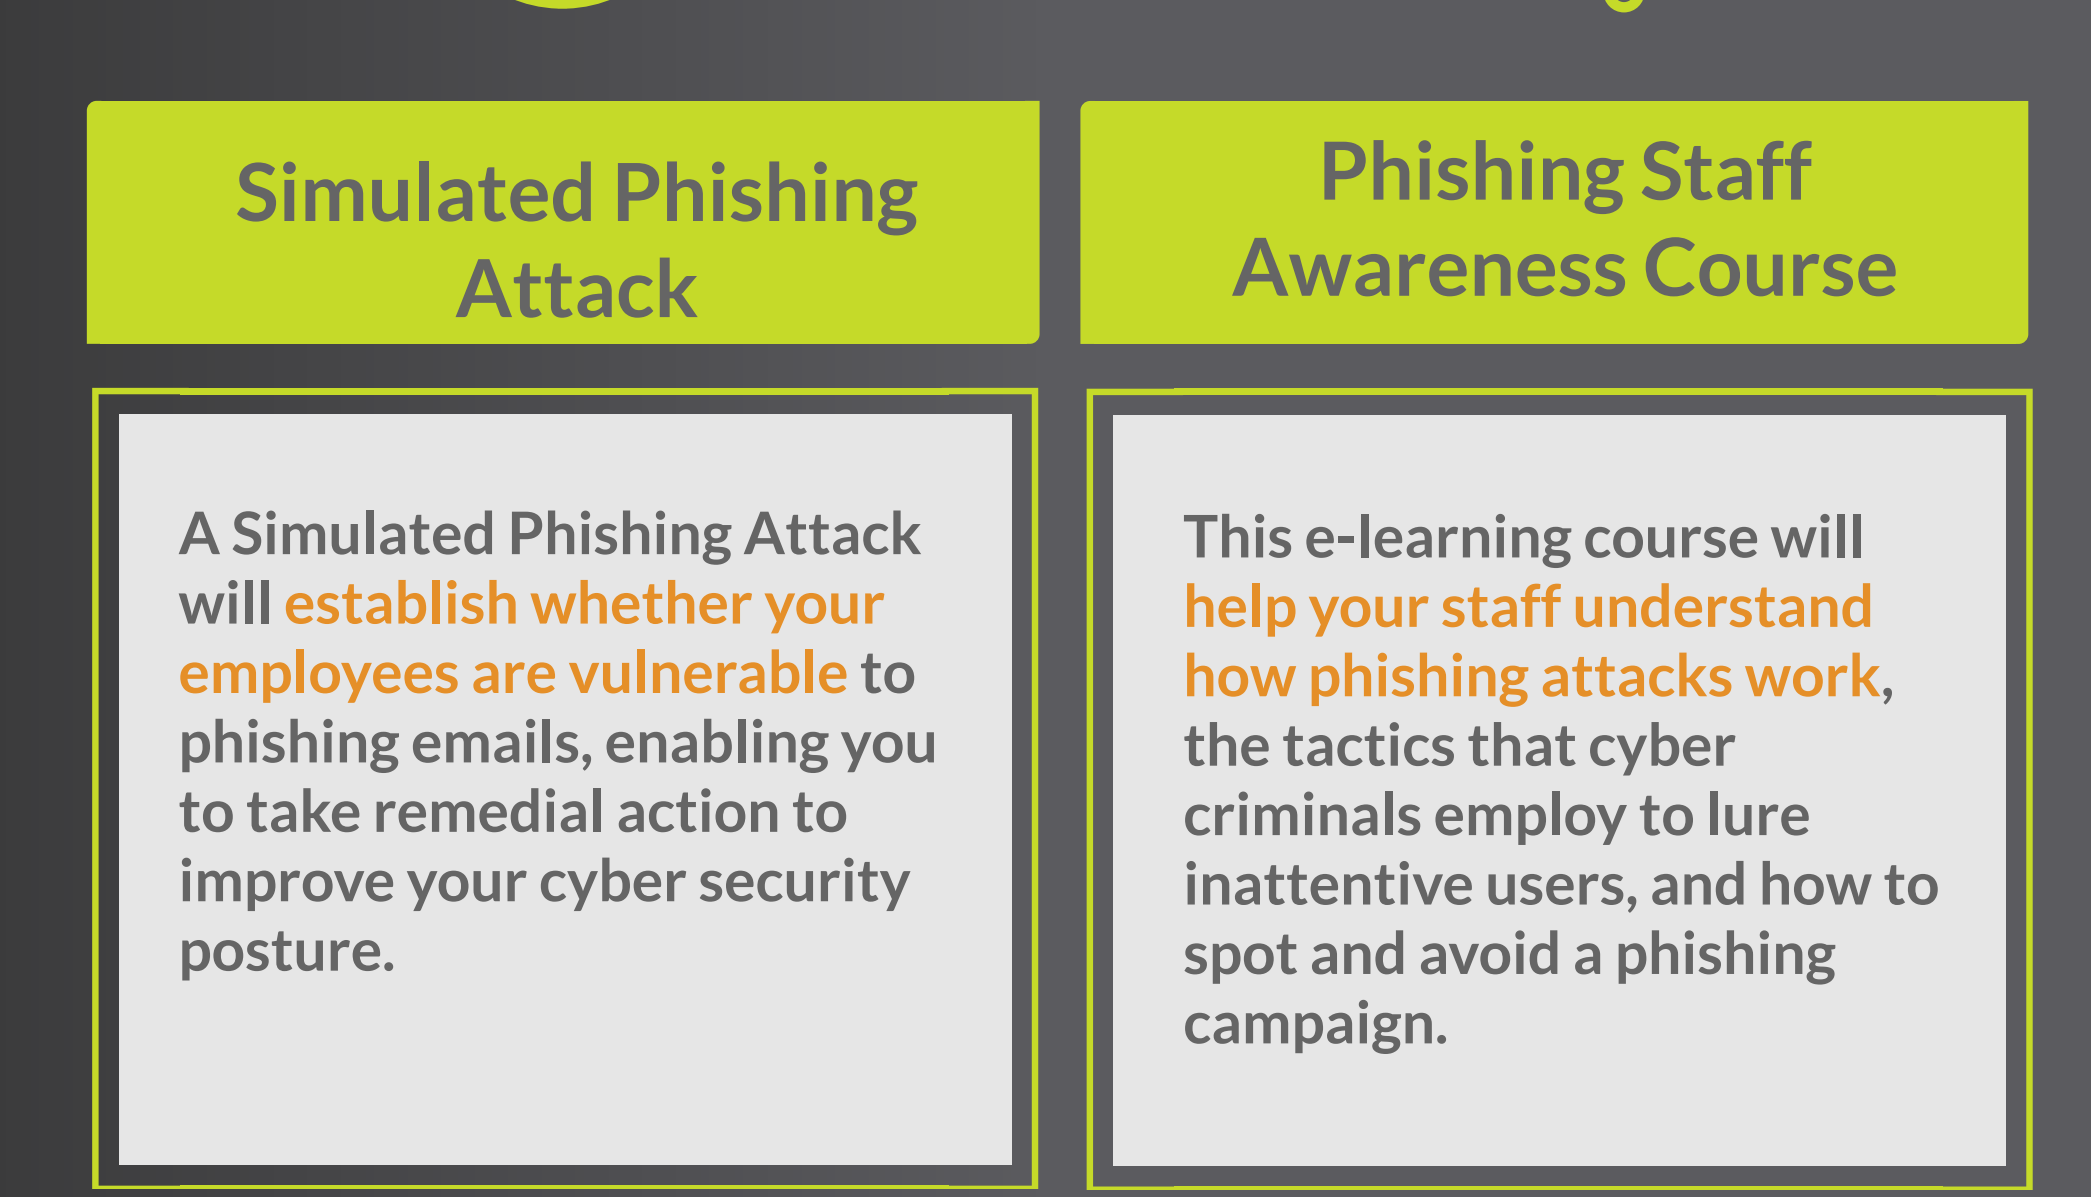 Simulated Phishing
Attack
A Simulated Phishing Attack
will establish whether your
employees are vulnerable to
phishing emails, enabling you
to take remedial action to
improve your cyber security
posture.
Phishing Staff
Awareness Course
This e-learning course will
help your staff understand
how phishing attacks work,
the tactics that cyber
criminals employ to lure
inattentive users, and how to
spot and avoid a phishing
campaign.